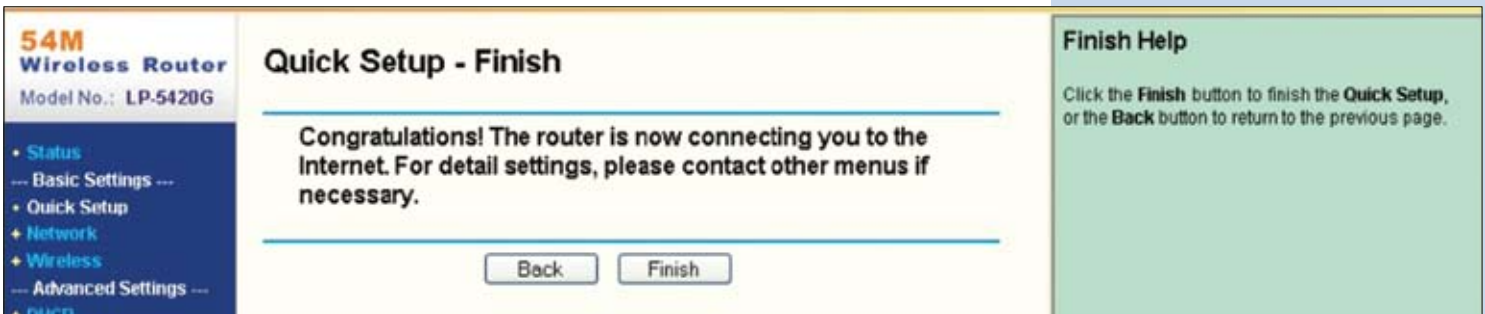 54M
Wireless Router
Model No.: LP-5420G
• Status
--- Basic Settings ---
• Quick Setup
+ Network
+ Wireless
--- Advanced Settings ---
+ DHCP
Quick Setup - Finish
Congratulations! The router is now connecting you to the
Internet. For detail settings, please contact other menus if
necessary.
Back Finish
Finish Help
Click the Finish button to finish the Quick Setup,
or the Back button to return to the previous page.